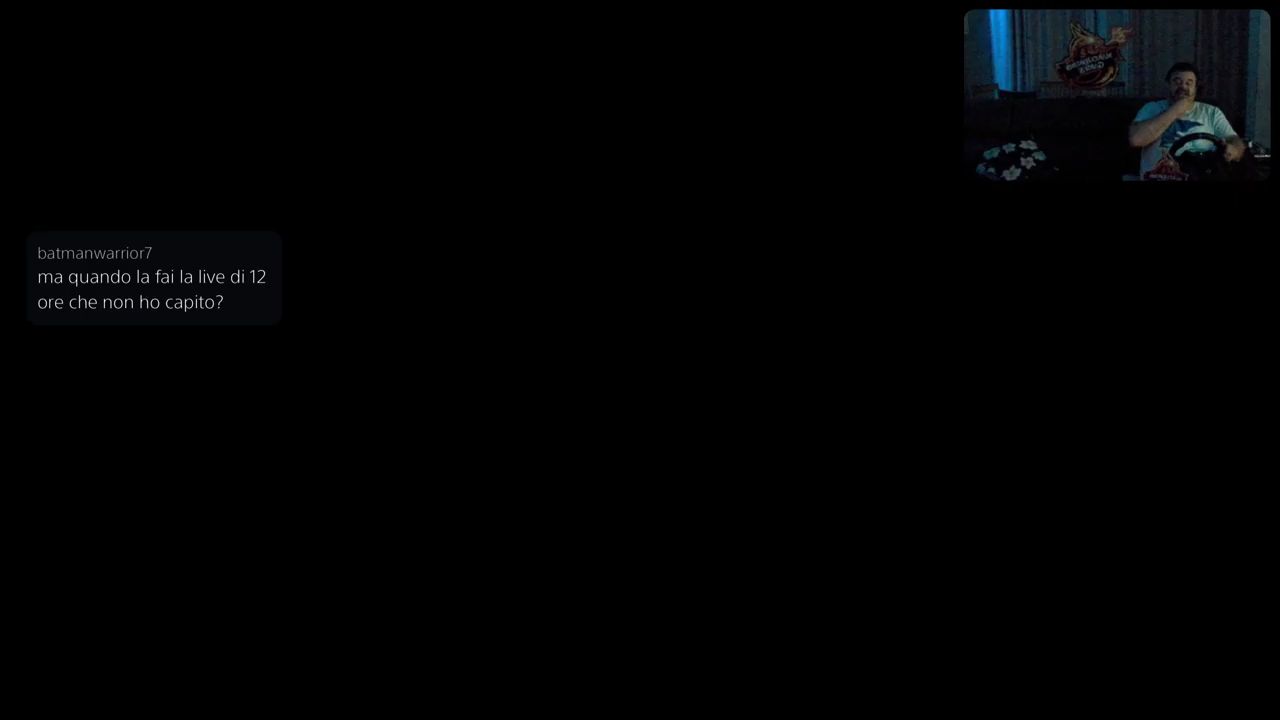 batmanwarrior7
ma quando la fai la live di 12
ore che non ho capito?